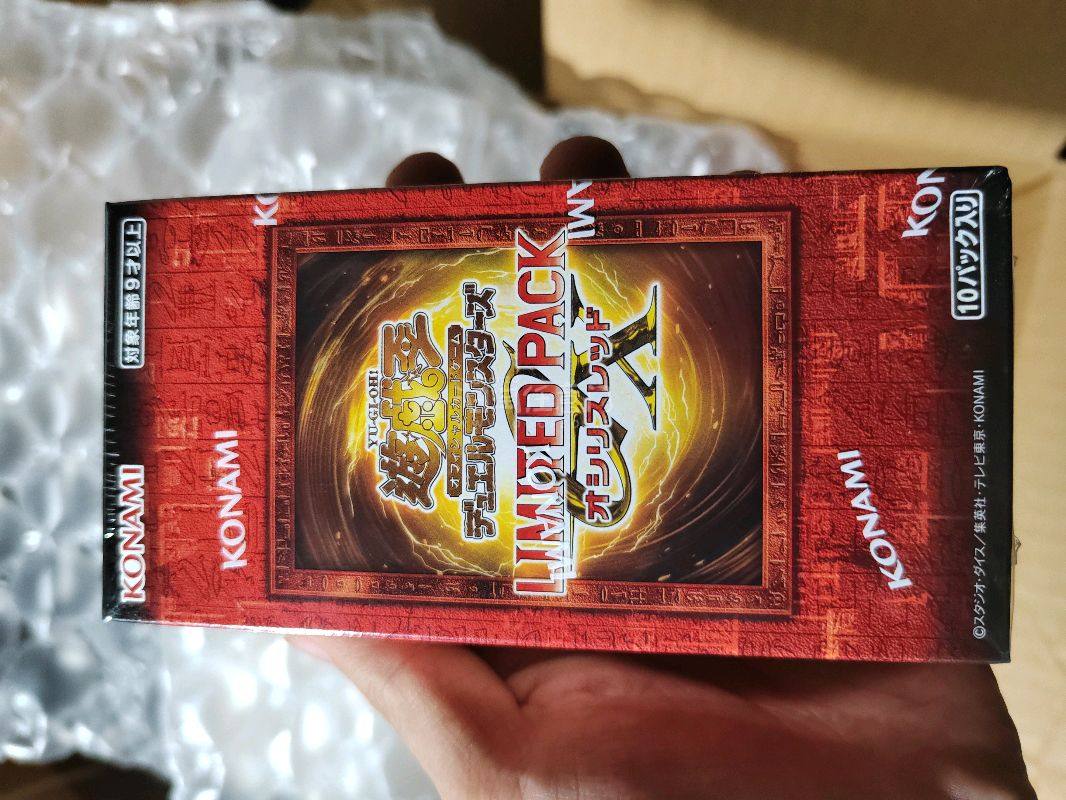 KONAMI
対象年齢9才以上
KONAMI
YU-GI-OH!
遊戯王
オフィシャルカードゲーム
デュエルモンスターズ
LIMITED PACK
オシリスレッド
KONAMI
10パック入り
©スタジオ・ダイス/集英社・テレビ東京・KONAMI